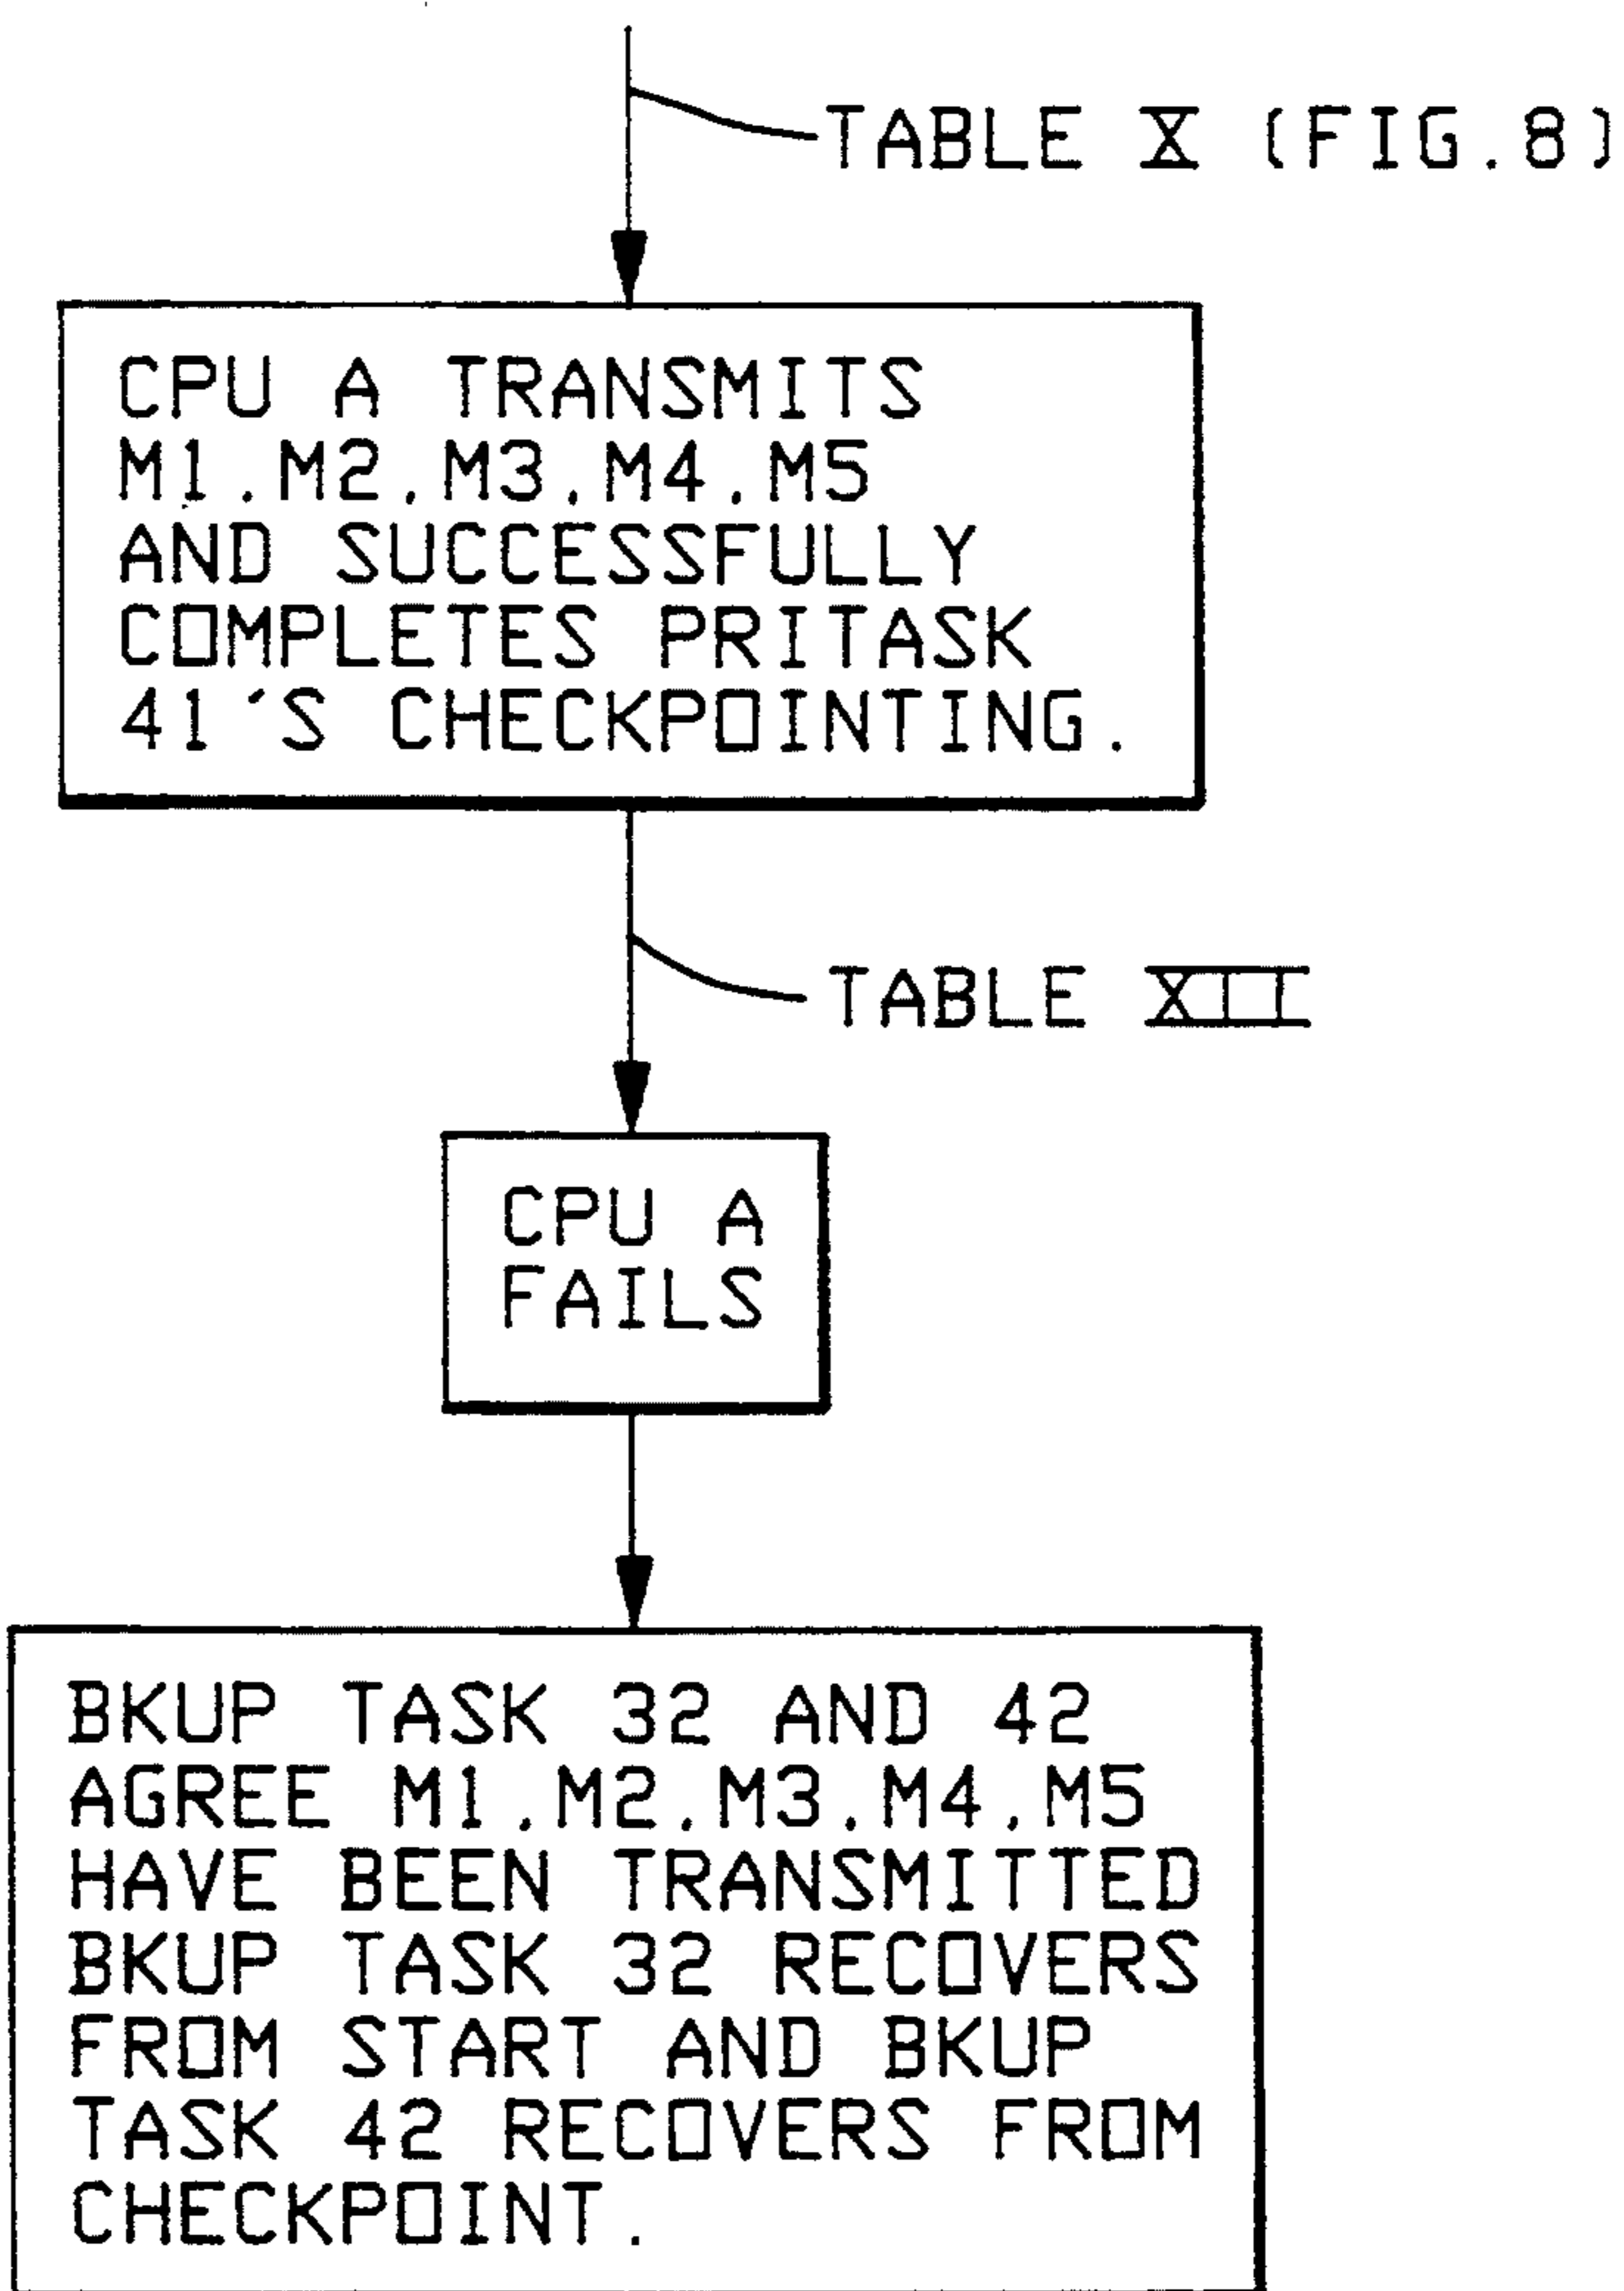 TABLE X (FIG.8)
CPU A TRANSMITS
M1,M2,M3,M4,M5
AND SUCCESSFULLY
COMPLETES PRITASK
41'S CHECKPOINTING.
TABLE XII
CPU A
FAILS
BKUP TASK 32 AND 42
AGREE M1,M2,M3,M4,M5
HAVE BEEN TRANSMITTED
BKUP TASK 32 RECOVERS
FROM START AND BKUP
TASK 42 RECOVERS FROM
CHECKPOINT.